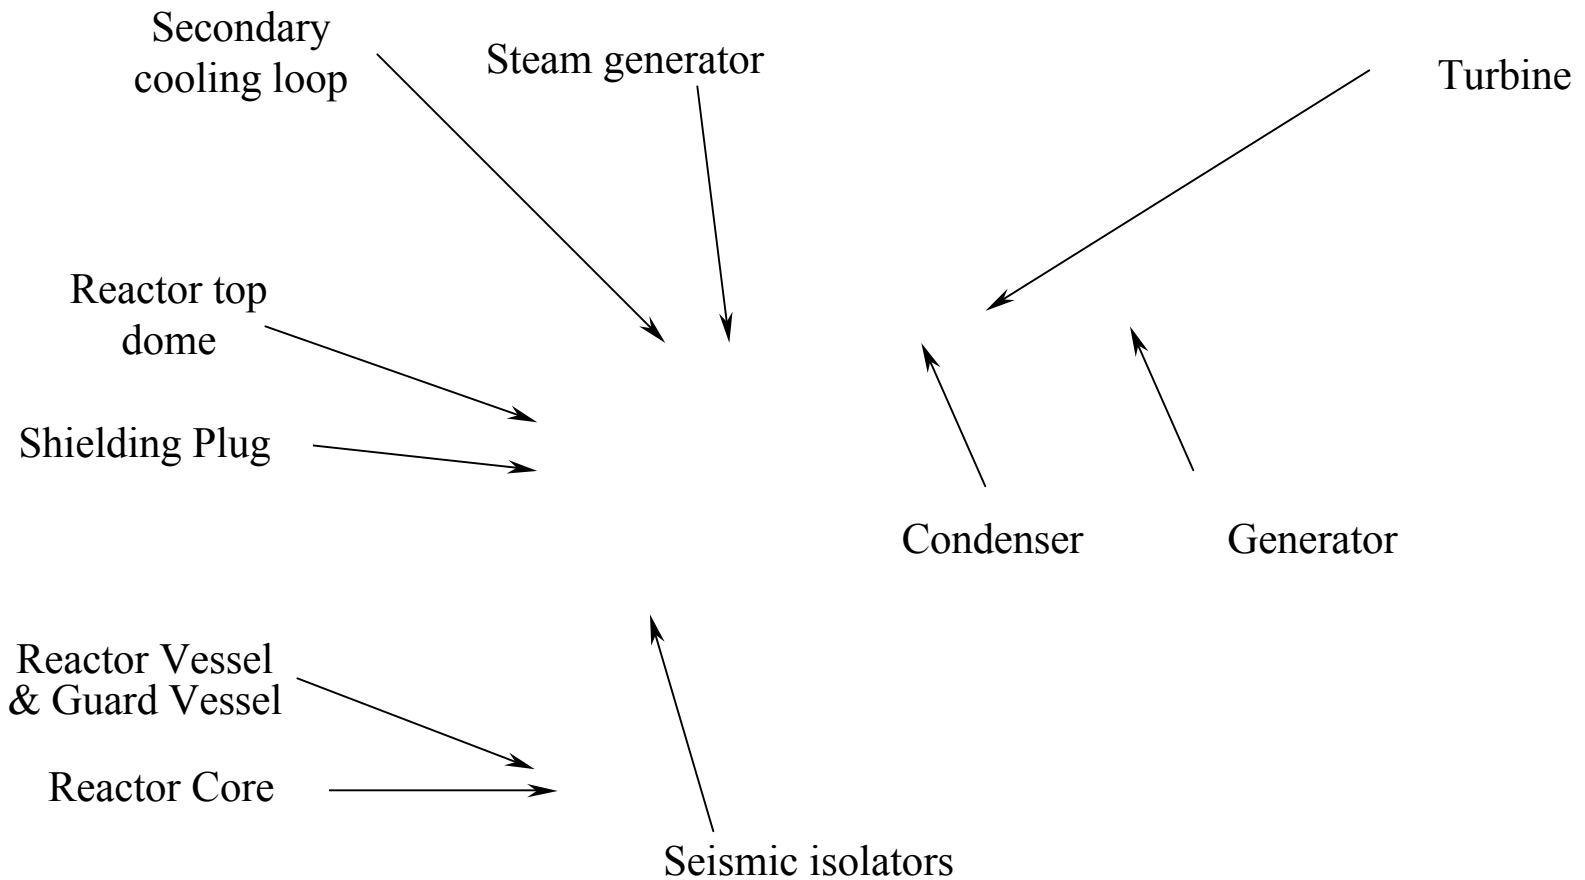 Secondary
cooling loop
Steam generator
Turbine
Reactor top
dome
Shielding Plug
Condenser
Generator
Reactor Vessel
& Guard Vessel
Reactor Core
Seismic isolators